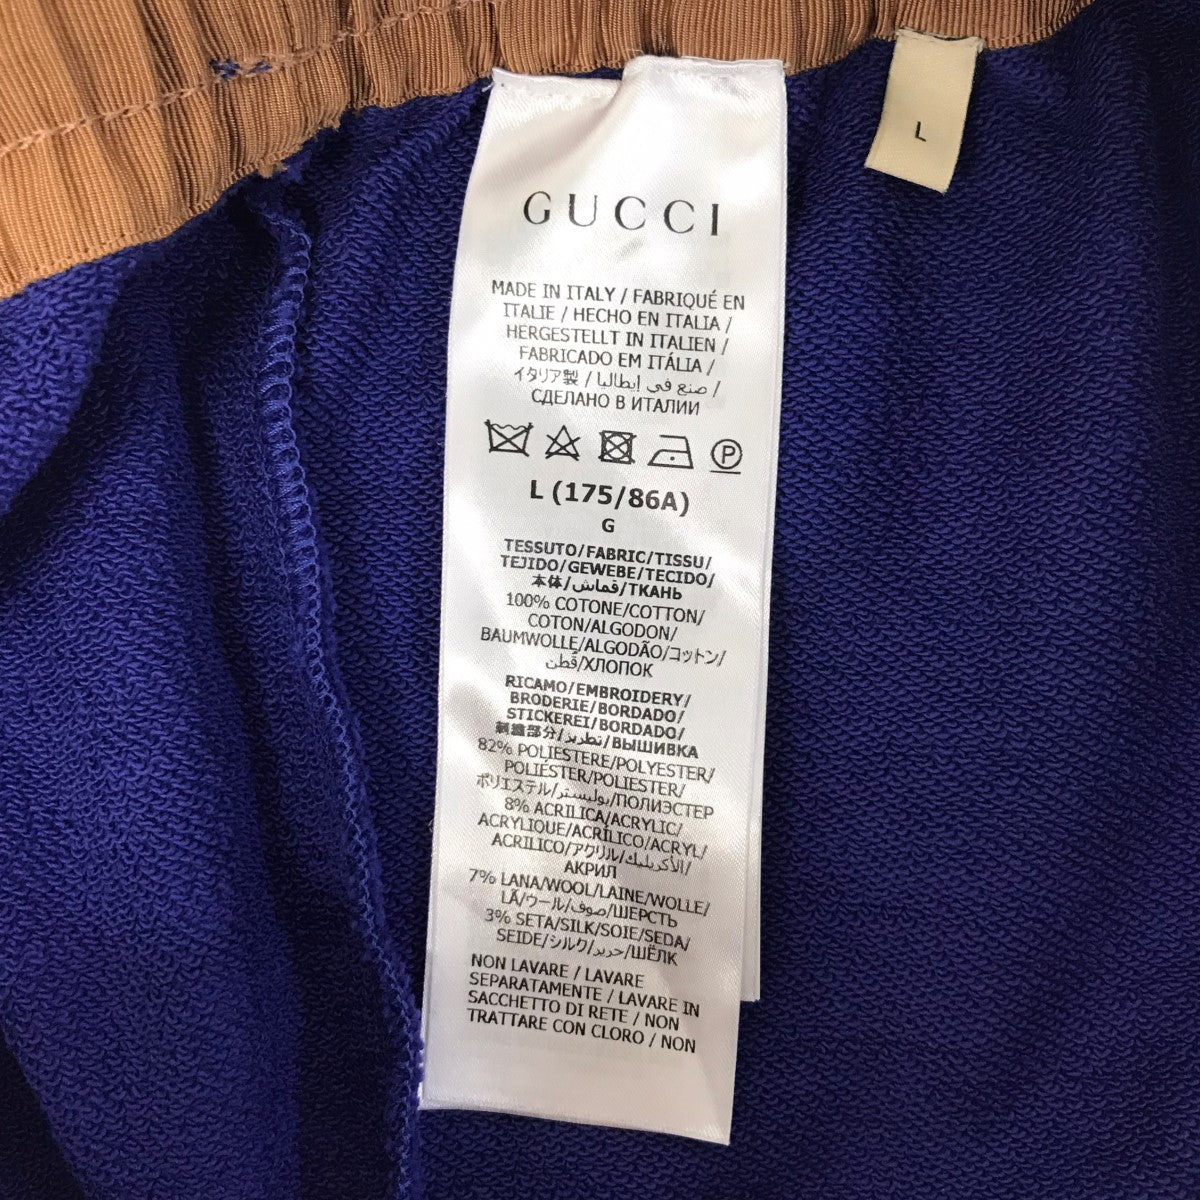 L
GUCCI
MADE IN ITALY / FABRIQUÉ EN
ITALIE / HECHO EN ITALIA /
HERGESTELLT IN ITALIEN /
FABRICADO EM ITÁLIA /
イタリア製 / صنع في إيطاليا /
СДЕЛАНО В ИТАЛИИ
P
L (175/86A)
G
TESSUTO/FABRIC/TISSU/
TEJIDO/GEWEBE/TECIDO/
本体/قماش/ТКАНЬ
100% COTONE/COTTON/
COTON/ALGODON/
BAUMWOLLE/ALGODÃO/コットン/
قطن/ХЛОПОК
RICAMO/EMBROIDERY/
BRODERIE/BORDADO/
STICKEREI/BORDADO/
刺繍部分/تطريز/ВЫШИВКА
82% POLIESTERE/POLYESTER/
POLIÉSTER/POLIESTER/
ポリエステル/بوليستر/ПОЛИЭСТЕР
8% ACRILICA/ACRYLIC/
ACRYLIQUE/ACRÍLICO/ACRYL/
ACRILICO/アクリル/الأكريليك/
АКРИЛ
7% LANA/WOOL/LAINE/WOLLE/
LÃ/ウール/صوف/ШЕРСТЬ
3% SETA/SILK/SOIE/SEDA/
SEIDE/シルク/حرير/ШЁЛК
NON LAVARE / LAVARE
SEPARATAMENTE / LAVARE IN
SACCHETTO DI RETE / NON
TRATTARE CON CLORO / NON